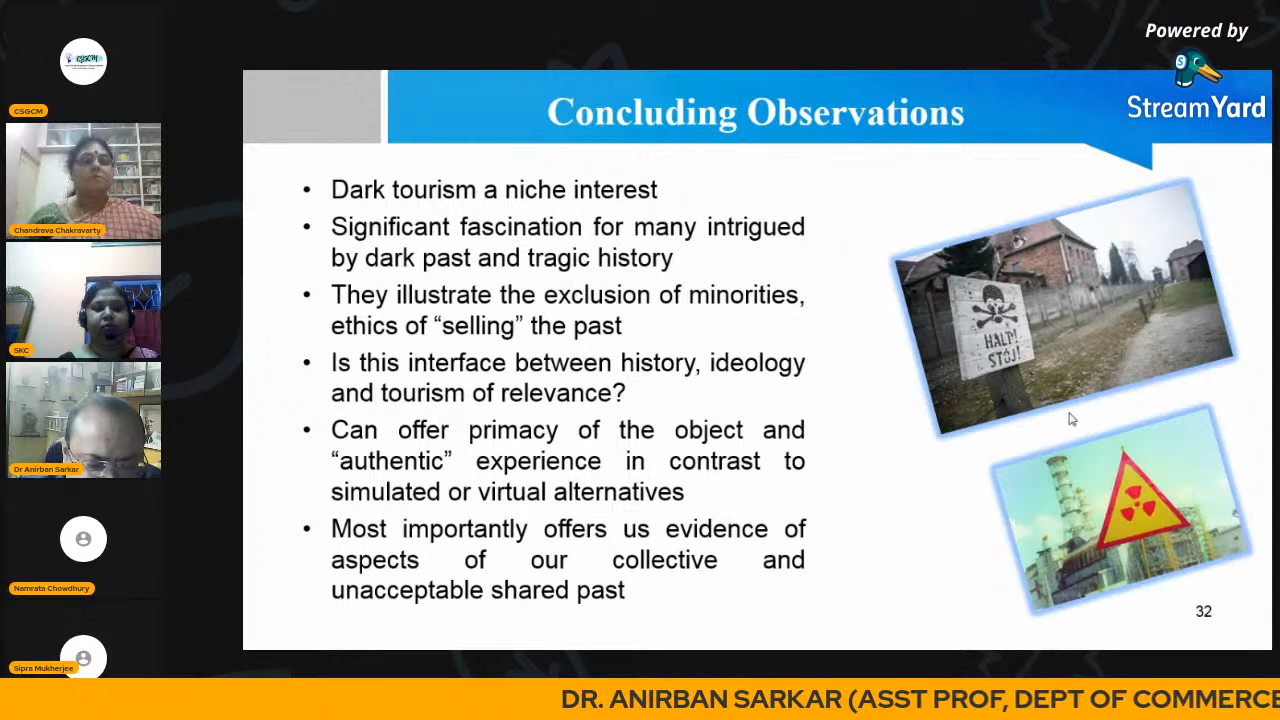 Powered by
StreamYard
CSGCM
Chandrava Chakravarty
SKC
Dr Anirban Sarkar
Namrata Chowdhury
Sipra Mukherjee
Concluding Observations
• Dark tourism a niche interest
• Significant fascination for many intrigued
by dark past and tragic history
• They illustrate the exclusion of minorities,
ethics of “selling” the past
• Is this interface between history, ideology
and tourism of relevance?
• Can offer primacy of the object and
“authentic” experience in contrast to
simulated or virtual alternatives
• Most importantly offers us evidence of
aspects of our collective and
unacceptable shared past
HALT!
STÓJ!
32
DR. ANIRBAN SARKAR (ASST PROF, DEPT OF COMMERCE